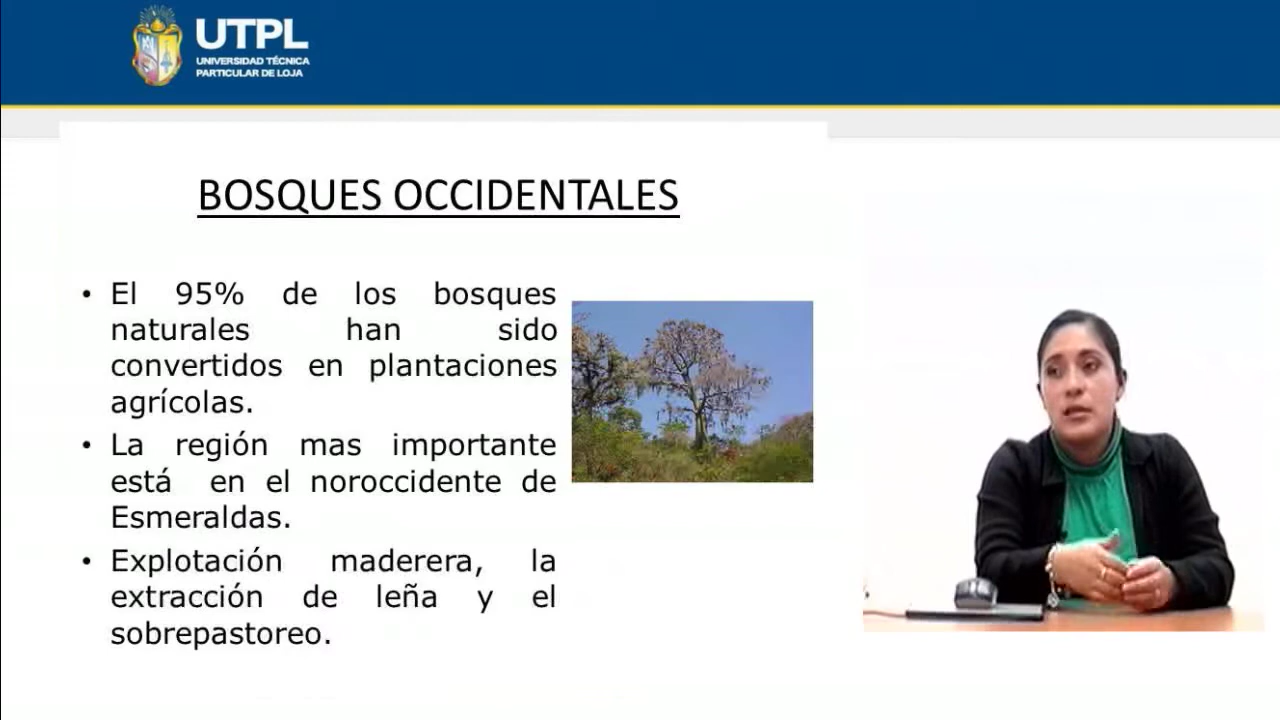 UTPL
UNIVERSIDAD TÉCNICA
PARTICULAR DE LOJA
BOSQUES OCCIDENTALES
• El 95% de los bosques
naturales han sido
convertidos en plantaciones
agrícolas.
• La región mas importante
está en el noroccidente de
Esmeraldas.
• Explotación maderera, la
extracción de leña y el
sobrepastoreo.